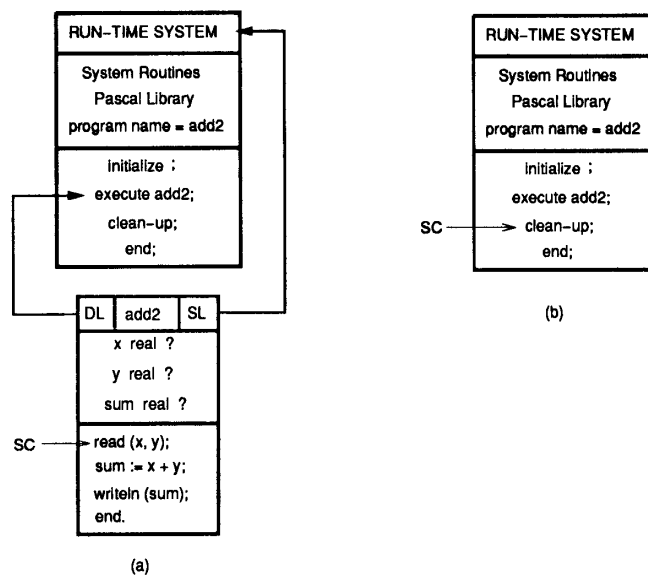 RUN-TIME SYSTEM
System Routines
Pascal Library
program name = add2
initialize ;
execute add2;
clean-up;
end;
DL add2 SL
x real ?
y real ?
sum real ?
SC
read (x, y);
sum := x + y;
writeln (sum);
end.
(a)
RUN-TIME SYSTEM
System Routines
Pascal Library
program name = add2
initialize ;
execute add2;
SC clean-up;
end;
(b)